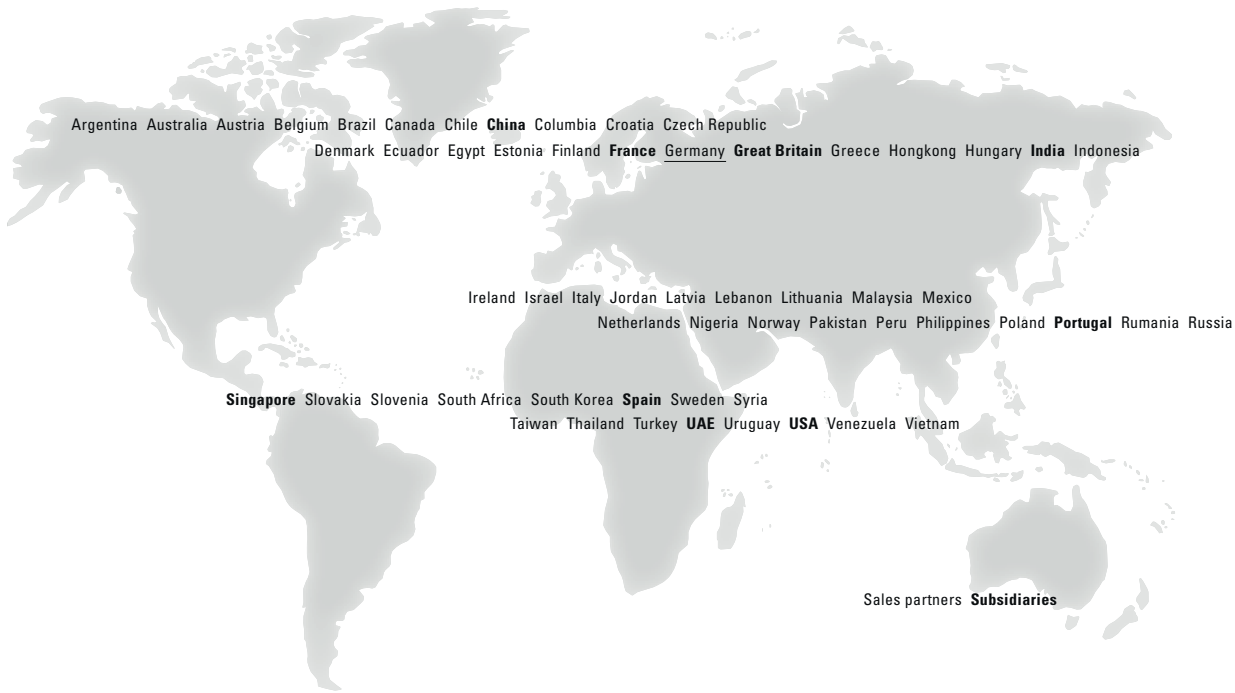 Argentina Australia Austria Belgium Brazil Canada Chile China Columbia Croatia Czech Republic
Denmark Ecuador Egypt Estonia Finland France Germany Great Britain Greece Hongkong Hungary India Indonesia
Ireland Israel Italy Jordan Latvia Lebanon Lithuania Malaysia Mexico
Netherlands Nigeria Norway Pakistan Peru Philippines Poland Portugal Rumania Russia
Singapore Slovakia Slovenia South Africa South Korea Spain Sweden Syria
Taiwan Thailand Turkey UAE Uruguay USA Venezuela Vietnam
Sales partners Subsidiaries